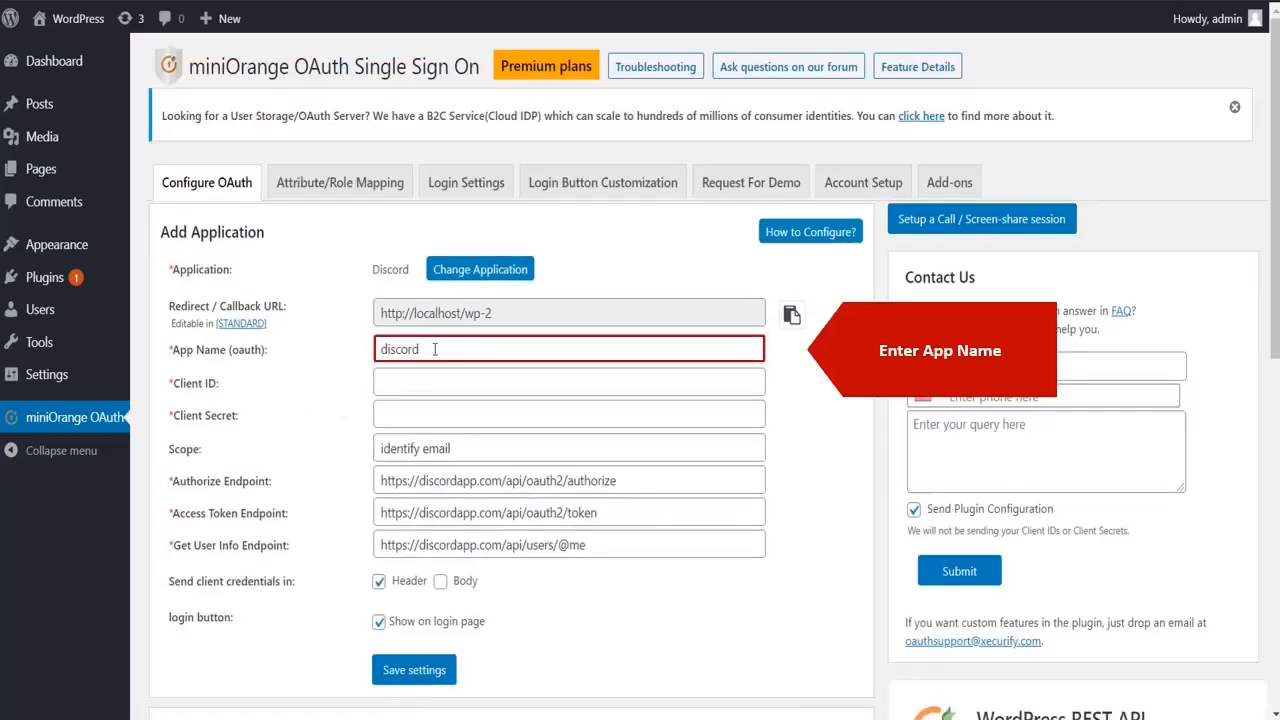 WordPress 3 0 New Howdy, admin
Dashboard
Posts
Media
Pages
Comments
Appearance
Plugins 1
Users
Tools
Settings
miniOrange OAuth
Collapse menu
miniOrange OAuth Single Sign On Premium plans Troubleshooting Ask questions on our forum Feature Details
Looking for a User Storage/OAuth Server? We have a B2C Service(Cloud IDP) which can scale to hundreds of millions of consumer identities. You can click here to find more about it.
Configure OAuth Attribute/Role Mapping Login Settings Login Button Customization Request For Demo Account Setup Add-ons
Add Application How to Configure?
*Application: Discord Change Application
Redirect / Callback URL: http://localhost/wp-2
Editable in [STANDARD]
*App Name (oauth): discord
*Client ID:
*Client Secret:
Scope: identify email
*Authorize Endpoint: https://discordapp.com/api/oauth2/authorize
*Access Token Endpoint: https://discordapp.com/api/oauth2/token
*Get User Info Endpoint: https://discordapp.com/api/users/@me
Send client credentials in: Header Body
login button: Show on login page
Save settings
Setup a Call / Screen-share session
Contact Us
answer in FAQ?
help you.
Enter App Name
Enter phone here
Enter your query here
Send Plugin Configuration
We will not be sending your Client IDs or Client Secrets.
Submit
If you want custom features in the plugin, just drop an email at
oauthsupport@xecurify.com.
WordPress REST API